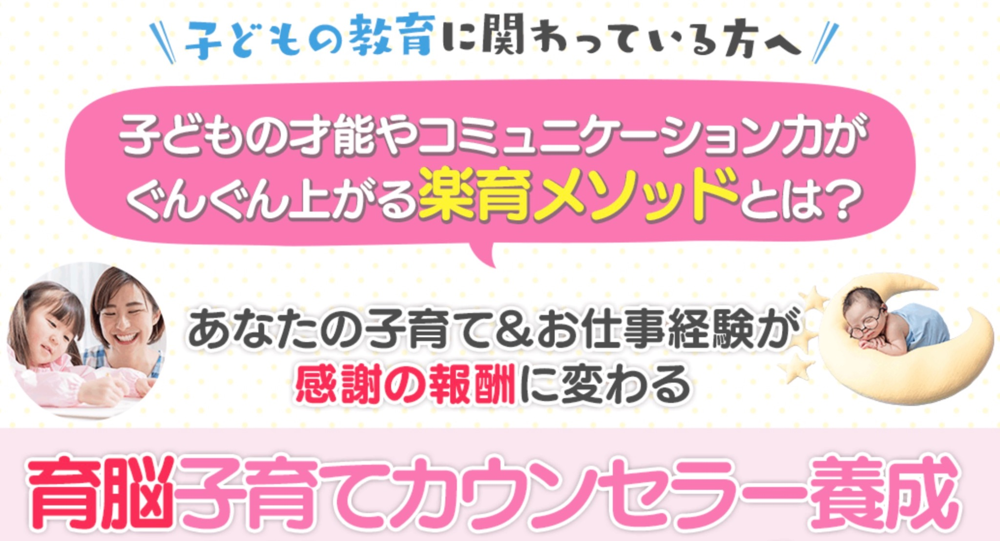 子どもの教育に関わっている方へ
子どもの才能やコミュニケーション力が
ぐんぐん上がる楽育メソッドとは？
あなたの子育て&お仕事経験が
感謝の報酬に変わる
育脳子育てカウンセラー養成